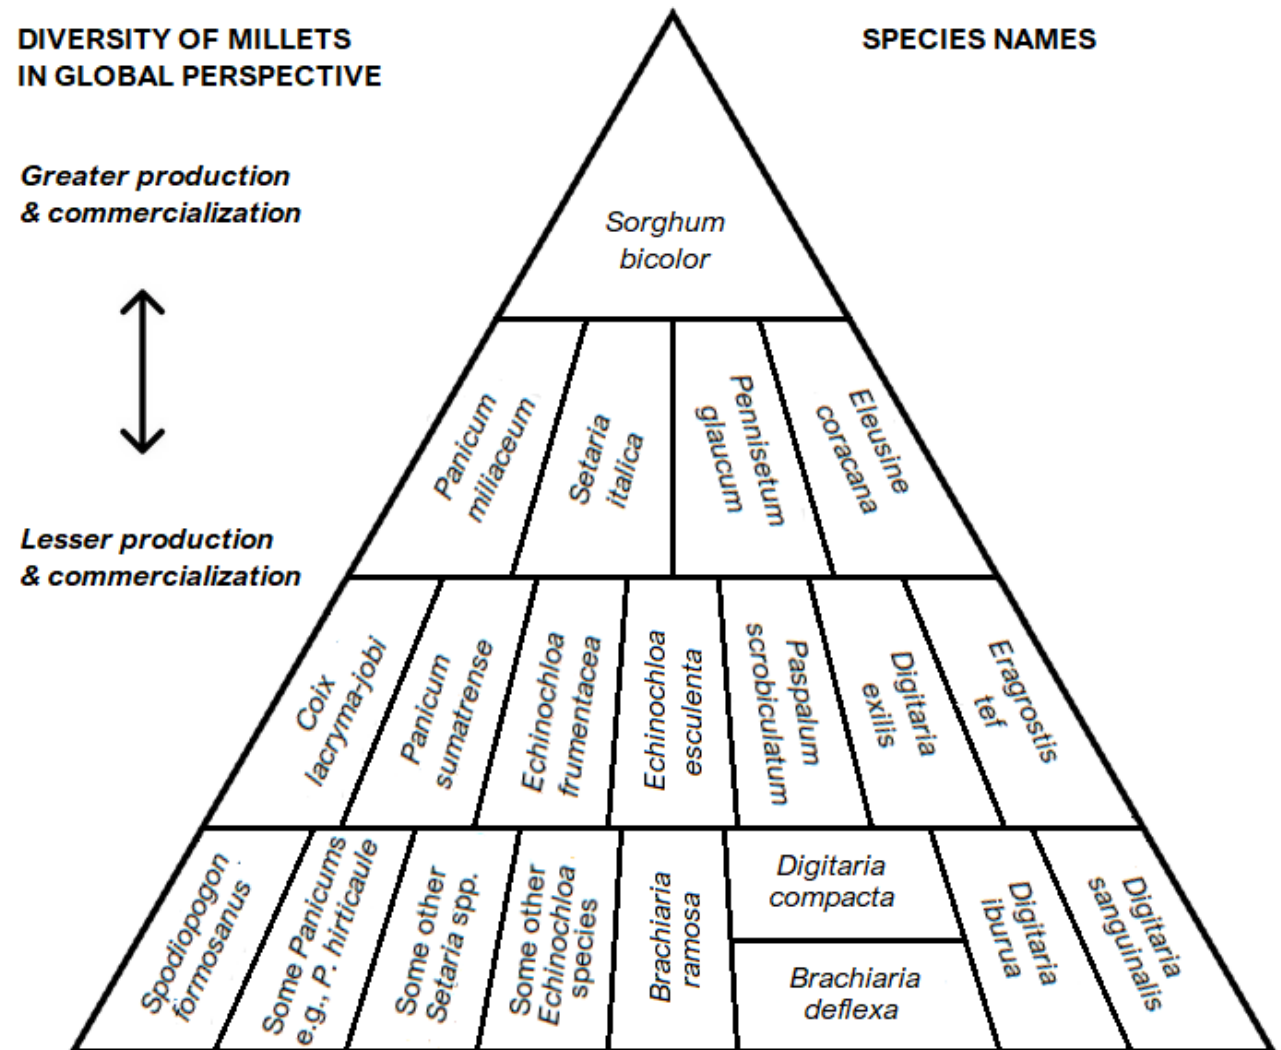 DIVERSITY OF MILLETS
IN GLOBAL PERSPECTIVE
SPECIES NAMES
Greater production
& commercialization
Lesser production
& commercialization
Sorghum
bicolor
Panicum
miliaceum
Setaria
italica
Pennisetum
glaucum
Eleusine
coracana
Coix
lacryma-jobi
Panicum
sumatrense
Echinochloa
frumentacea
Echinochloa
esculenta
Paspalum
scrobiculatum
Digitaria
exilis
Eragrostis
tef
Spodiopogon
formosanus
Some Panicums
e.g., P. hirticaule
Some other
Setaria spp.
Some other
Echinochloa
species
Brachiaria
ramosa
Digitaria
compacta
Brachiaria
deflexa
Digitaria
iburua
Digitaria
sanguinalis